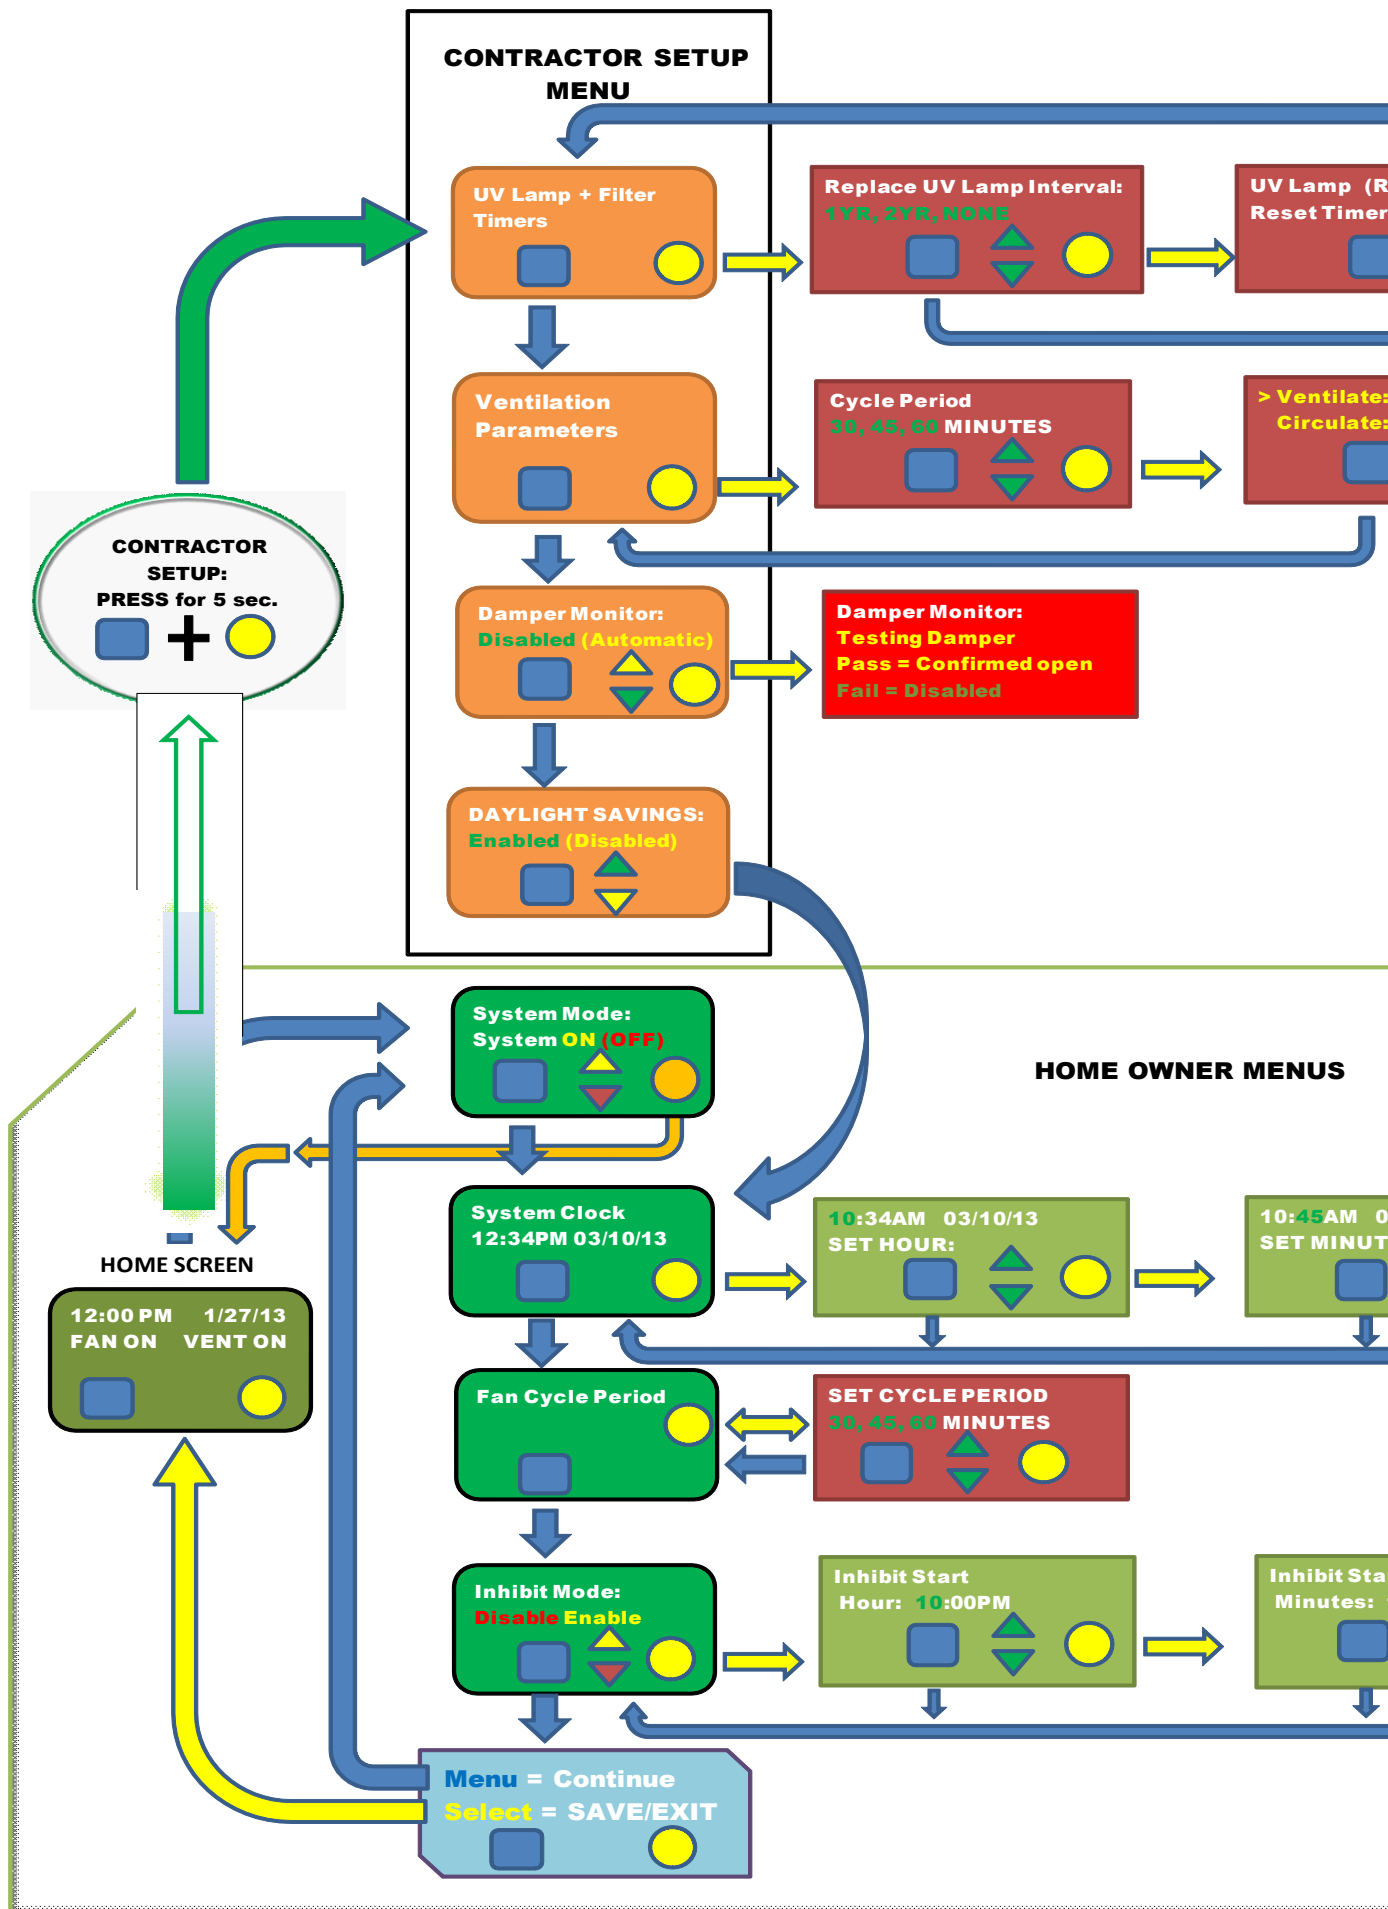 CONTRACTOR SETUP
MENU
UV Lamp + Filter
Timers
Replace UV Lamp Interval:
1YR, 2YR, NONE
UV Lamp (R
Reset Timer
Ventilation
Parameters
Cycle Period
30, 45, 60 MINUTES
> Ventilate:
Circulate:
CONTRACTOR
SETUP:
PRESS for 5 sec.
+
Damper Monitor:
Disabled (Automatic)
Damper Monitor:
Testing Damper
Pass = Confirmed open
Fail = Disabled
DAYLIGHT SAVINGS:
Enabled (Disabled)
System Mode:
System ON (OFF)
HOME OWNER MENUS
System Clock
12:34PM 03/10/13
10:34AM 03/10/13
SET HOUR:
10:45AM 0
SET MINUT
HOME SCREEN
12:00 PM 1/27/13
FAN ON VENT ON
Fan Cycle Period
SET CYCLE PERIOD
30, 45, 60 MINUTES
Inhibit Mode:
Disable Enable
Inhibit Start
Hour: 10:00PM
Inhibit Sta
Minutes:
Menu = Continue
Select = SAVE/EXIT